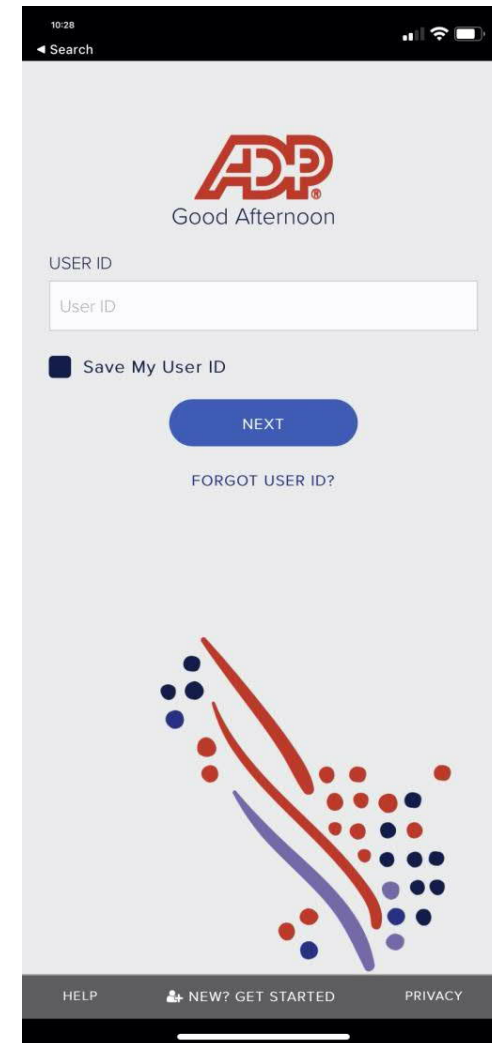 10:28
◀ Search
ADP®
Good Afternoon
USER ID
User ID
Save My User ID
NEXT
FORGOT USER ID?
HELP NEW? GET STARTED PRIVACY